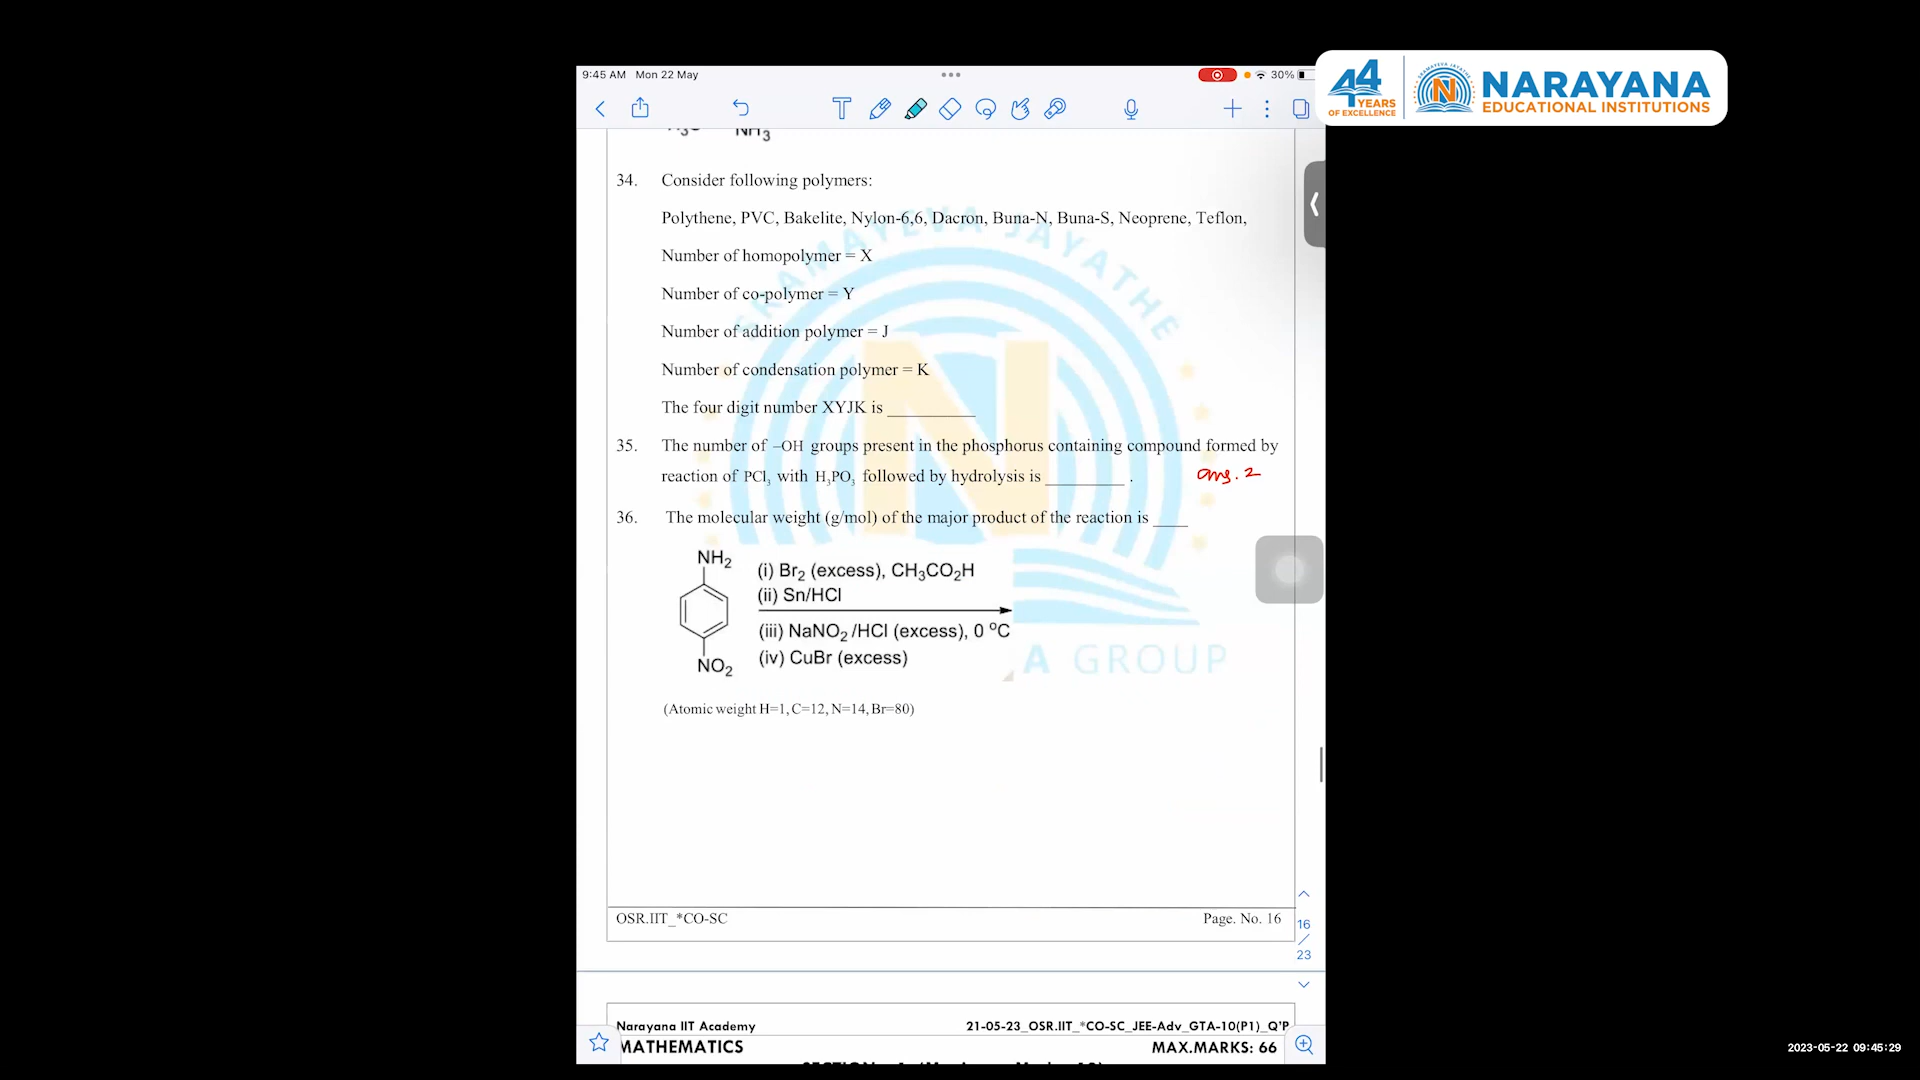 9:45 AM Mon 22 May
30%
44 YEARS OF EXCELLENCE
NARAYANA
EDUCATIONAL INSTITUTIONS
NH3
34. Consider following polymers:
Polythene, PVC, Bakelite, Nylon-6,6, Dacron, Buna-N, Buna-S, Neoprene, Teflon,
Number of homopolymer = X
Number of co-polymer = Y
Number of addition polymer = J
Number of condensation polymer = K
The four digit number XYJK is __________
35. The number of –OH groups present in the phosphorus containing compound formed by
reaction of PCl3 with H3PO3 followed by hydrolysis is _________ .
ans. 2
36. The molecular weight (g/mol) of the major product of the reaction is ____
NH2
(i) Br2 (excess), CH3CO2H
(ii) Sn/HCl
(iii) NaNO2 /HCl (excess), 0 °C
NO2
(iv) CuBr (excess)
(Atomic weight H=1, C=12, N=14, Br=80)
SRAMAYEVA JAYATHE
N
A GROUP
OSR.IIT_*CO-SC
Page. No. 16
16
/
23
Narayana IIT Academy
21-05-23_OSR.IIT_*CO-SC_JEE-Adv_GTA-10(P1)_Q'P
MATHEMATICS
MAX.MARKS: 66
2023-05-22 09:45:29